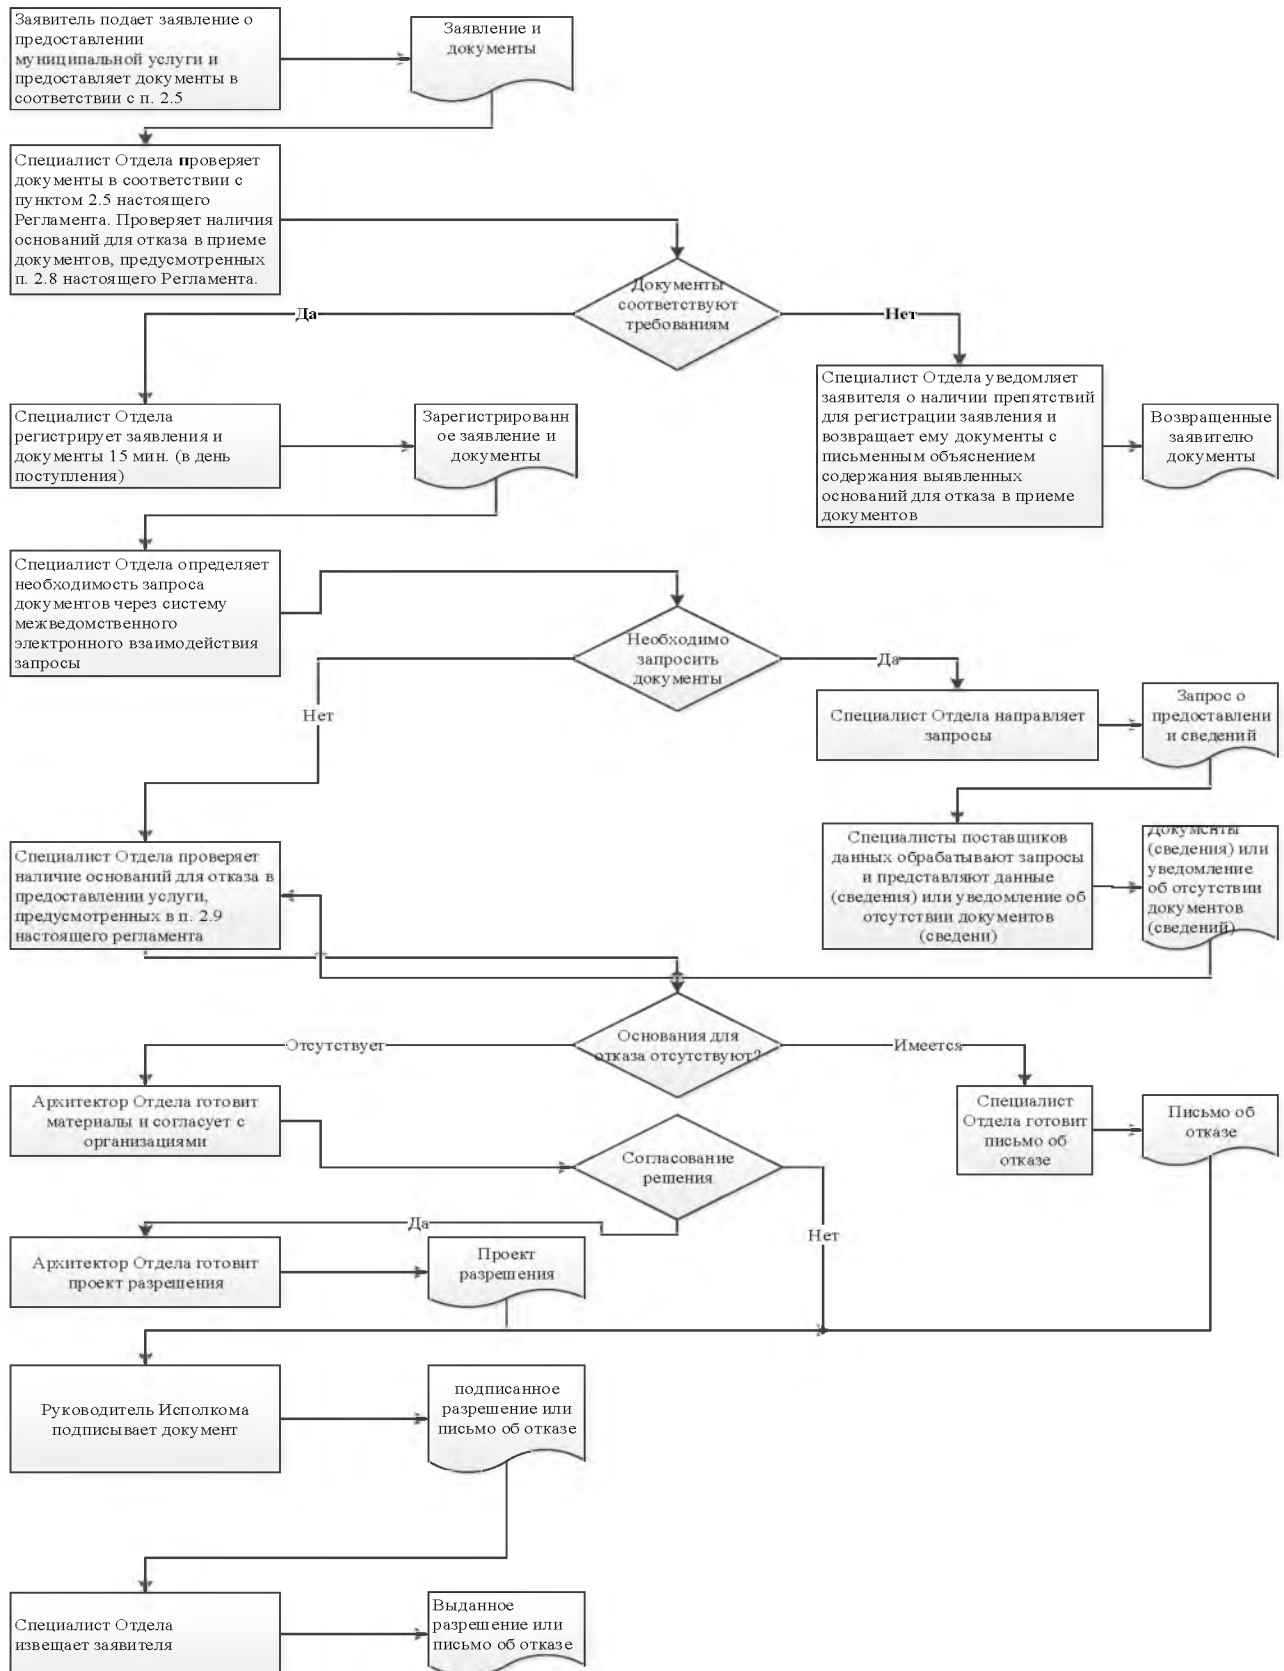 Заявитель подает заявление о
предоставлении
муниципальной услуги и
предоставляет документы в
соответствии с п. 2.5
Заявление и
документы
Специалист Отдела проверяет
документы в соответствии с
пунктом 2.5 настоящего
Регламента. Проверяет наличия
оснований для отказа в приеме
документов, предусмотренных
п. 2.8 настоящего Регламента.
Документы
соответствуют
требованиям
Да
Нет
Специалист Отдела
регистрирует заявления и
документы 15 мин. (в день
поступления)
Зарегистрированн
ое заявление и
документы
Специалист Отдела уведомляет
заявителя о наличии препятствий
для регистрации заявления и
возвращает ему документы с
письменным объяснением
содержания выявленных
оснований для отказа в приеме
документов
Возвращенные
заявителю
документы
Специалист Отдела определяет
необходимость запроса
документов через систему
межведомственного
электронного взаимодействия
запросы
Необходимо
запросить
документы
Да
Нет
Специалист Отдела направляет
запросы
Запрос о
предоставлени
и сведений
Специалист Отдела проверяет
наличие оснований для отказа в
предоставлении услуги,
предусмотренных в п. 2.9
настоящего регламента
Специалисты поставщиков
данных обрабатывают запросы
и представляют данные
(сведения) или уведомление об
отсутствии документов
(сведени)
Документы
(сведения) или
уведомление
об отсутствии
документов
(сведений)
Основания для
отказа отсутствуют?
Отсутствует
Имеется
Архитектор Отдела готовит
материалы и согласует с
организациями
Специалист
Отдела готовит
письмо об
отказе
Письмо об
отказе
Согласование
решения
Да
Нет
Архитектор Отдела готовит
проект разрешения
Проект
разрешения
Руководитель Исполкома
подписывает документ
подписанное
разрешение или
письмо об отказе
Специалист Отдела
извещает заявителя
Выданное
разрешение или
письмо об отказе